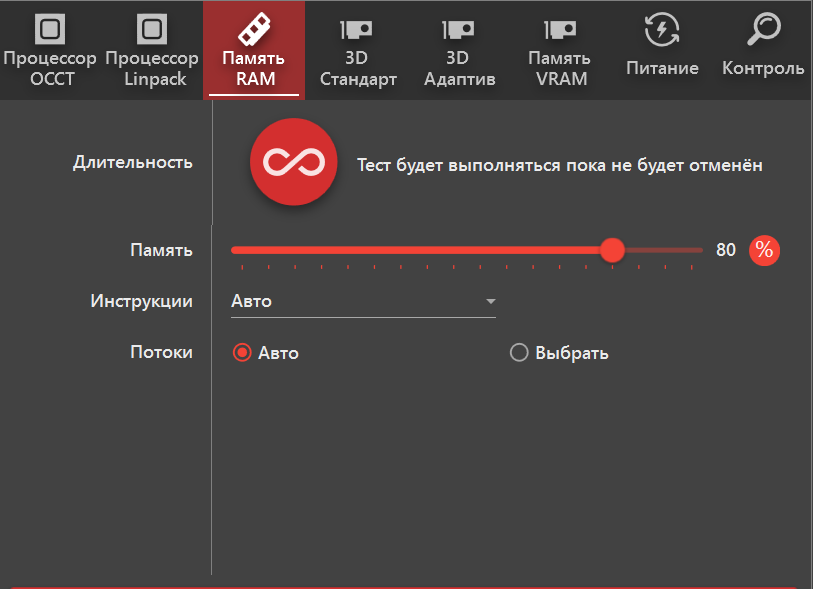 Процессор
OCCT
Процессор
Linpack
Память
RAM
3D
Стандарт
3D
Адаптив
Память
VRAM
Питание
Контроль
Длительность
Тест будет выполняться пока не будет отменён
Память
80 %
Инструкции
Авто
Потоки
Авто
Выбрать